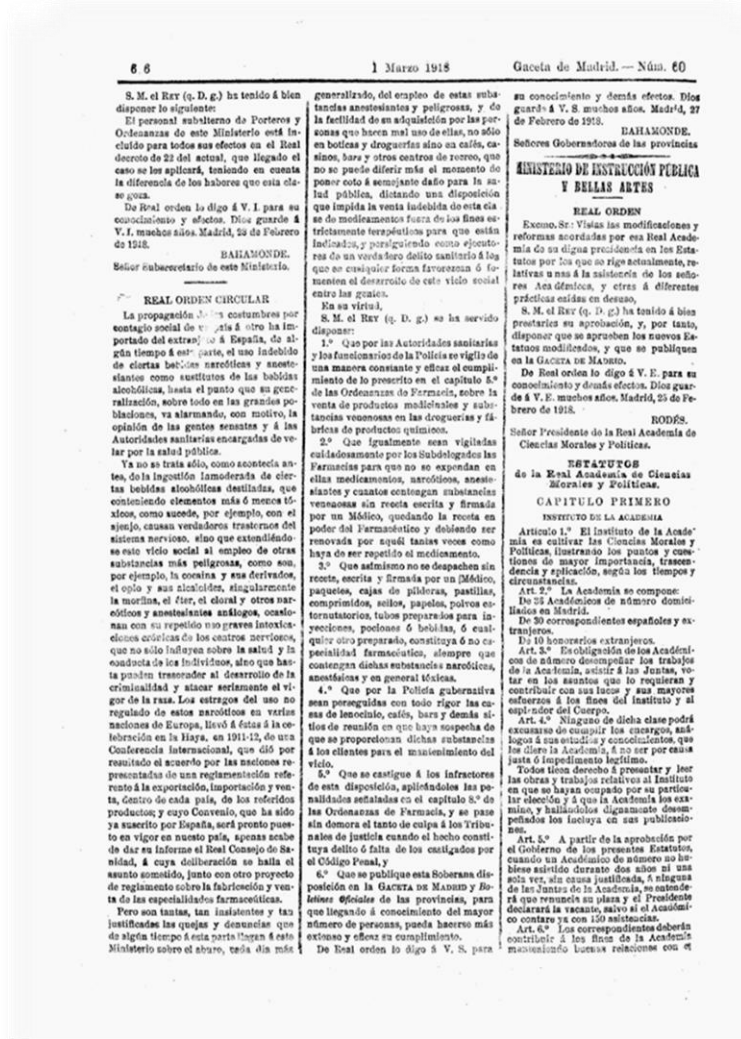 6 6
1 Marzo 1918
Gaceta de Madrid.—Núm. 60
S. M. el REY (q. D. g.) ha tenido á bien
disponer lo siguiente:
El personal subalterno de Porteros y
Ordenanzas de este Ministerio está in-
cluído para todos sus efectos en el Real
decreto de 22 del actual, que llegado el
caso se los aplicará, teniendo en cuenta
la diferencia de los haberes que esta cla-
se goza.
De Real orden lo digo á V. I. para su
conocimiento y efectos. Dios guarde á
V. I. muchos años. Madrid, 23 de Febrero
de 1918.
BAHAMONDE.
Señor Subsecretario de este Ministerio.
REAL ORDEN CIRCULAR
La propagación de costumbres por
contagio social de á otro ha im-
portado del extranjero á España, de al-
gún tiempo á esta parte, el uso indebido
de ciertas bebidas narcóticas y aneste-
siantes como sustitutos de las bebidas
alcohólicas, hasta el punto que su gene-
ralización, sobre todo en las grandes po-
blaciones, va alarmando, con motivo, la
opinión de las gentes sensatas y á las
Autoridades sanitarias encargadas de ve-
lar por la salud pública.
Ya no se trata sólo, como acontecía an-
tes, de la ingestión inmoderada de cier-
tas bebidas alcohólicas destiladas, que
conteniendo elementos más ó menos tó-
xicos, como sucede, por ejemplo, con el
ajenjo, causan verdaderos trastornos del
sistema nervioso, sino que extendiéndo-
se este vicio social al empleo de otras
substancias más peligrosas, como son,
por ejemplo, la cocaína y sus derivados,
el opio y sus alcaloides, singularmente
la morfina, el éter, el cloral y otros nar-
cóticos y anestesiantes análogos, ocasio-
nan con su repetido uso graves intoxica-
ciones crónicas de los centros nerviosos,
que no sólo influyen sobre la salud y la
conducta de los individuos, sino que has-
ta pueden trascender al desarrollo de la
criminalidad y atacar seriamente el vi-
gor de la raza. Los estragos del uso no
regulado de estos narcóticos en varias
naciones de Europa, llevó á éstas á la ce-
lebración en la Haya, en 1911-12, de una
Conferencia Internacional, que dió por
resultado el acuerdo por las naciones re-
presentadas de una reglamentación refe-
rente á la exportación, importación y ven-
ta, dentro de cada país, de los referidos
productos; y cuyo Convenio, que ha sido
ya suscrito por España, será pronto pues-
to en vigor en nuestro país, apenas acabe
de dar su informe el Real Consejo de Sa-
nidad, á cuya deliberación se halla el
asunto sometido, junto con otro proyecto
de reglamento sobre la fabricación y ven-
ta de las especialidades farmacéuticas.
Pero son tantas, tan insistentes y tan
justificadas las quejas y denuncias que
de algún tiempo á esta parte llegan á este
Ministerio sobre el abuso, cada día más
generalizado, del empleo de estas subs-
tancias anestesiantes y peligrosas, y de
la facilidad de su adquisición por las per-
sonas que hacen mal uso de ellas, no sólo
en boticas y droguerías sino en cafés, ca-
sinos, bars y otros centros de recreo, que
no se puede diferir más el momento de
poner coto á semejante daño para la sa-
lud pública, dictando una disposición
que impida la venta indebida de esta cla-
se de medicamentos fuera de los fines es-
trictamente terapéuticos para que están
indicados, y persiguiendo como ejecuto-
res de un verdadero delito sanitario á los
que de cualquier forma favorezcan ó fo-
menten el desarrollo de este vicio social
entre las gentes.
En su virtud,
S. M. el REY (q. D. g.) se ha servido
disponer:
1.º Que por las Autoridades sanitarias
y los funcionarios de la Policía se vigile de
una manera constante y eficaz el cumpli-
miento de lo prescrito en el capítulo 5.º
de las Ordenanzas de Farmacia, sobre la
venta de productos medicinales y subs-
tancias venenosas en las droguerías y fá-
bricas de productos químicos.
2.º Que igualmente sean vigiladas
cuidadosamente por los Subdelegados las
Farmacias para que no se expendan en
ellas medicamentos, narcóticos, aneste-
siantes y cuantos contengan substancias
venenosas sin receta escrita y firmada
por un Médico, quedando la receta en
poder del Farmacéutico y debiendo ser
renovada por aquél tantas veces como
haya de ser repetido el medicamento.
3.º Que asimismo no se despachen sin
receta, escrita y firmada por un Médico,
paquetes, cajas de píldoras, pastillas,
comprimidos, sellos, papeles, polvos es-
tornutatorios, tubos preparados para in-
yecciones, pociones ó bebidas, ó cual-
quier otro preparado, constituya ó no es-
pecialidad farmacéutica, siempre que
contengan dichas substancias narcóticas,
anestésicas y en general tóxicas.
4.º Que por la Policía gubernativa
sean perseguidas con todo rigor las ca-
sas de lenocinio, cafés, bars y demás si-
tios de reunión en que haya sospecha de
que se proporcionan dichas substancias
á los clientes para el mantenimiento del
vicio.
5.º Que se castigue á los infractores
de esta disposición, aplicándoles las pe-
nalidades señaladas en el capítulo 8.º de
las Ordenanzas de Farmacia, y se pase
sin demora el tanto de culpa á los Tribu-
nales de justicia cuando el hecho consti-
tuya delito ó falta de los castigados por
el Código Penal, y
6.º Que se publique esta Soberana dis-
posición en la GACETA DE MADRID y Bo-
letines Oficiales de las provincias, para
que llegando á conocimiento del mayor
número de personas, pueda hacerse más
extenso y eficaz su cumplimiento.
De Real orden lo digo á V. S. para
su conocimiento y demás efectos. Dios
guarde á V. S. muchos años. Madrid, 27
de Febrero de 1918.
BAHAMONDE.
Señores Gobernadores de las provincias
MINISTERIO DE INSTRUCCIÓN PÚBLICA
Y BELLAS ARTES
REAL ORDEN
Excmo. Sr.: Vistas las modificaciones y
reformas acordadas por esa Real Acade-
mia de su digna presidencia en los Esta-
tutos por los que se rige actualmente, re-
lativas unas á la asistencia de los seño-
res Académicos, y otras á diferentes
prácticas caídas en desuso,
S. M. el REY (q. D. g.) ha tenido á bien
prestarles su aprobación, y, por tanto,
disponer que se aprueben los nuevos Es-
tatuos modificados, y que se publiquen
en la GACETA DE MADRID.
De Real orden lo digo á V. E. para su
conocimiento y demás efectos. Dios guar-
de á V. E. muchos años. Madrid, 25 de Fe-
brero de 1918.
RODÉS.
Señor Presidente de la Real Academia de
Ciencias Morales y Políticas.
ESTATUTOS
de la Real Academia de Ciencias
Morales y Políticas.
CAPITULO PRIMERO
INSTITUTO DE LA ACADEMIA
Artículo 1.º El instituto de la Acade-
mia es cultivar las Ciencias Morales y
Políticas, ilustrando los puntos y cues-
tiones de mayor importancia, trascen-
dencia y aplicación, según los tiempos y
circunstancias.
Art. 2.º La Academia se compone:
De 36 Académicos de número domici-
liados en Madrid.
De 30 correspondientes españoles y ex-
tranjeros.
De 10 honorarios extranjeros.
Art. 3.º Es obligación de los Académi-
cos de número desempeñar los trabajos
de la Academia, asistir á las Juntas, vo-
tar en los asuntos que lo requieran y
contribuir con sus luces y sus mayores
esfuerzos á los fines del Instituto y al
esplendor del Cuerpo.
Art. 4.º Ninguno de dicha clase podrá
excusarse de cumplir los encargos, aná-
logos á sus estudios y conocimientos, que
les diere la Academia, á no ser por causa
justa ó impedimento legítimo.
Todos tienen derecho á presentar y leer
las obras y trabajos relativos al Instituto
en que se hayan ocupado por su particu-
lar elección y á que la Academia los exa-
mine, y hallándolos dignamente desem-
peñados los incluya en sus publicacio-
nes.
Art. 5.º A partir de la aprobación por
el Gobierno de los presentes Estatutos,
cuando un Académico de número no hu-
biese asistido durante dos años ni una
sola vez, sin causa justificada, á ninguna
de las Juntas de la Academia, se entende-
rá que renuncia su plaza y el Presidente
declarará la vacante, salvo si el Académi-
co contare ya con 150 asistencias.
Art. 6.º Los correspondientes deberán
contribuir á los fines de la Academia
manteniendo buenas relaciones con el